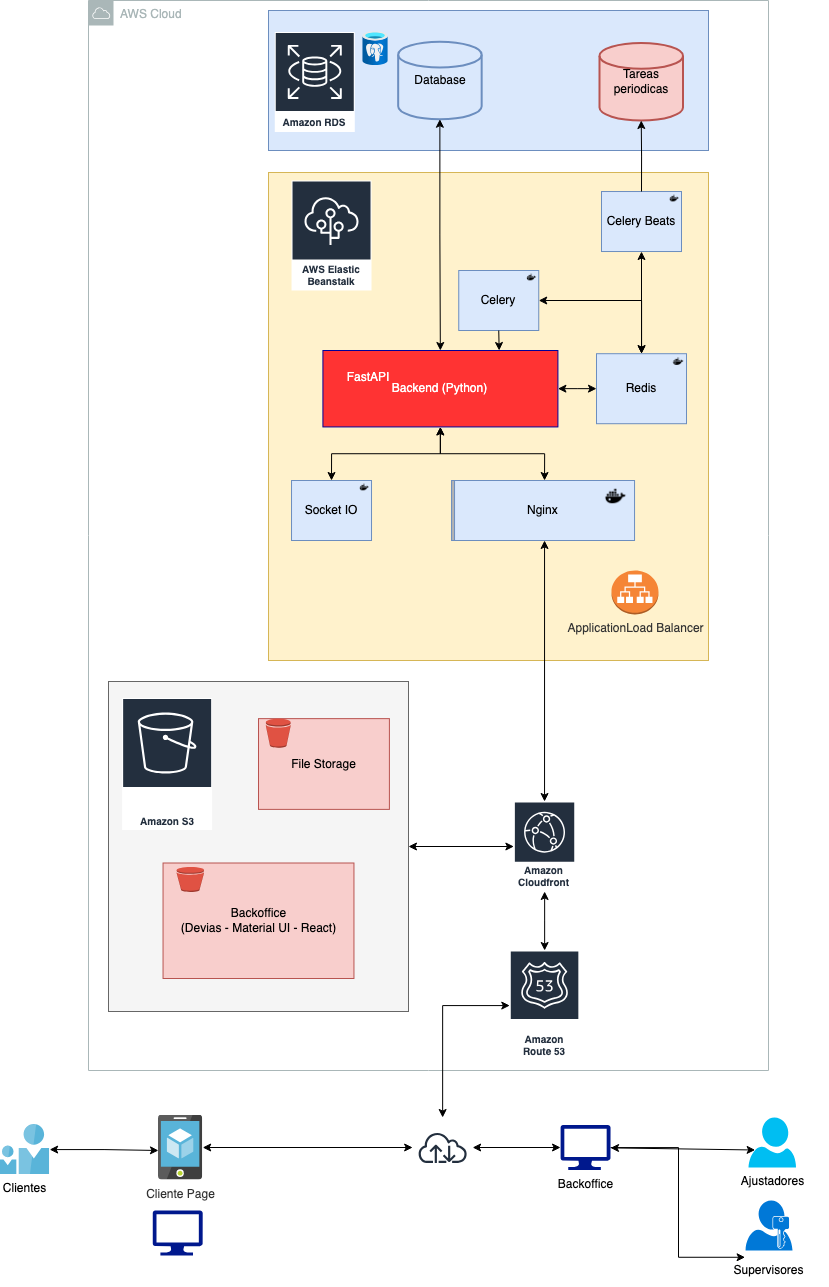 AWS Cloud
Amazon RDS
Database
Tareas
periodicas
AWS Elastic
Beanstalk
Celery Beats
Celery
FastAPI
Backend (Python)
Redis
Socket IO
Nginx
ApplicationLoad Balancer
Amazon S3
File Storage
Backoffice
(Devias - Material UI - React)
Amazon
Cloudfront
53
Amazon
Route 53
Clientes
Cliente Page
Backoffice
Ajustadores
Supervisores